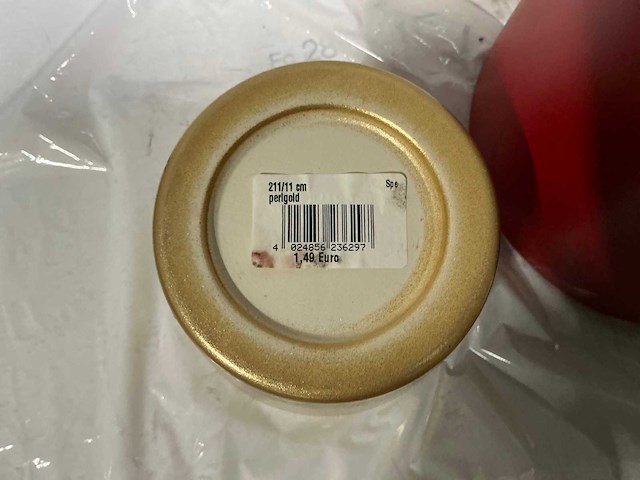 211/11 cm Spe
perlgold
4 024856 236297
1,49 Euro